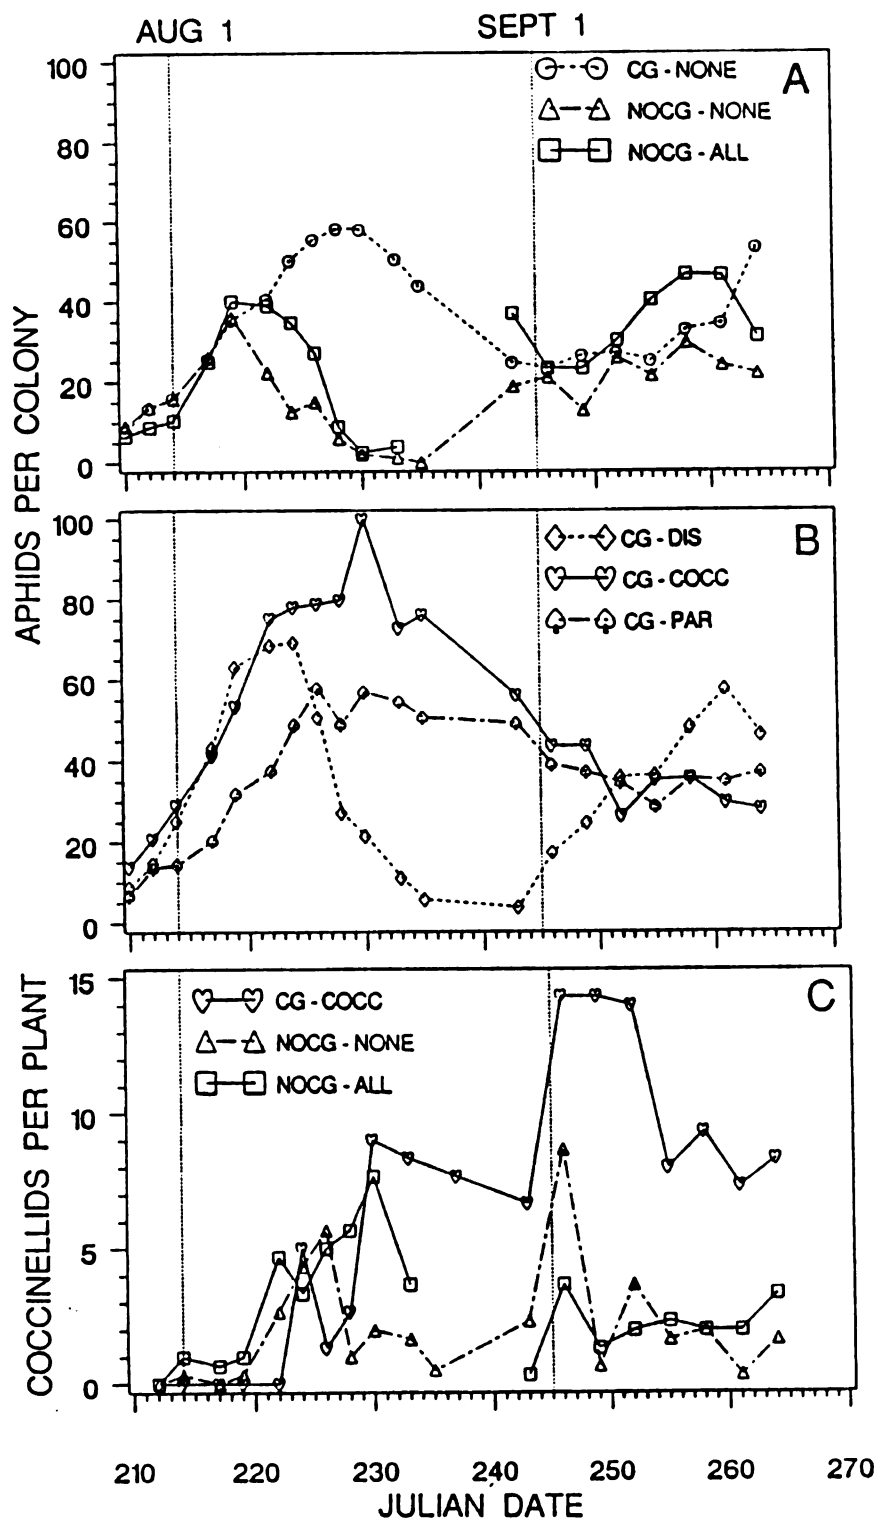 AUG 1 SEPT 1
100 A
80
60
40
20
0
CG - NONE
NOCG - NONE
NOCG - ALL
APHIDS PER COLONY
100 B
80
60
40
20
0
CG - DIS
CG - COCC
CG - PAR
15 C
10
5
0
CG - COCC
NOCG - NONE
NOCG - ALL
COCCINELLIDS PER PLANT
210 220 230 240 250 260 270
JULIAN DATE